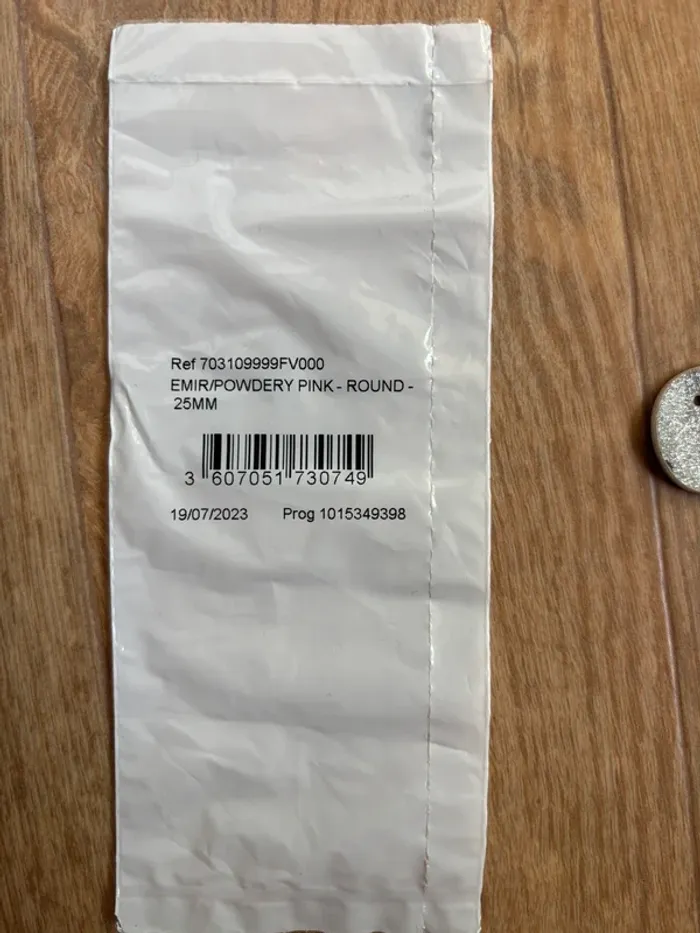 Ref 703109999FV000
EMIR/POWDERY PINK - ROUND -
25MM
3 607051 730749
19/07/2023 Prog 1015349398